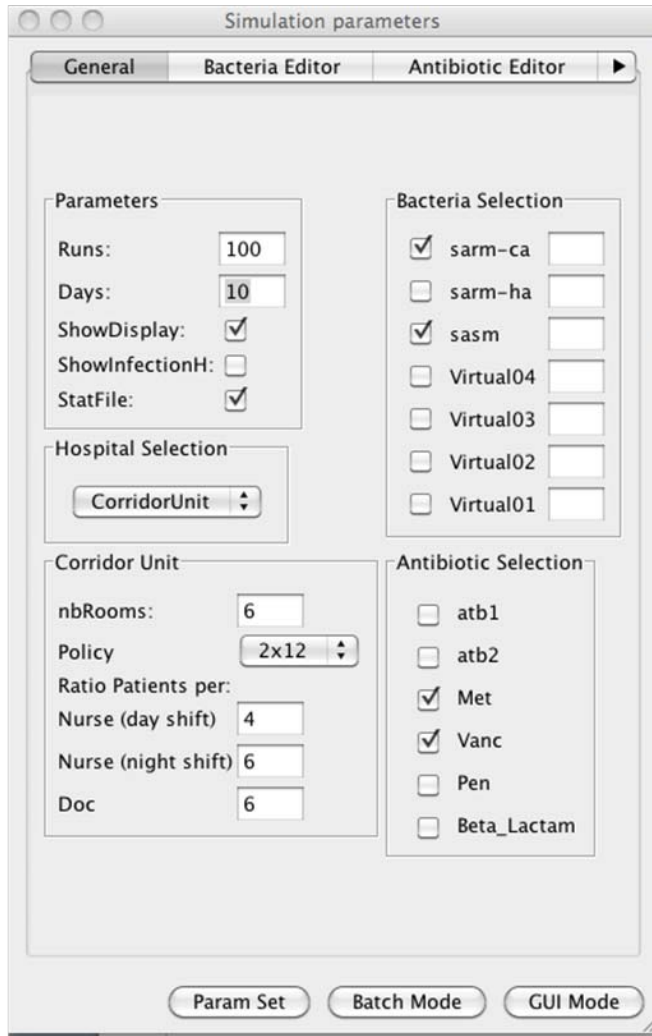 Simulation parameters
General
Bacteria Editor
Antibiotic Editor
Parameters
Runs: 100
Days: 10
ShowDisplay:
ShowInfectionH:
StatFile:
Hospital Selection
CorridorUnit
Corridor Unit
nbRooms: 6
Policy 2x12
Ratio Patients per:
Nurse (day shift) 4
Nurse (night shift) 6
Doc 6
Bacteria Selection
sarm-ca
sarm-ha
sasm
Virtual04
Virtual03
Virtual02
Virtual01
Antibiotic Selection
atb1
atb2
Met
Vanc
Pen
Beta_Lactam
Param Set
Batch Mode
GUI Mode